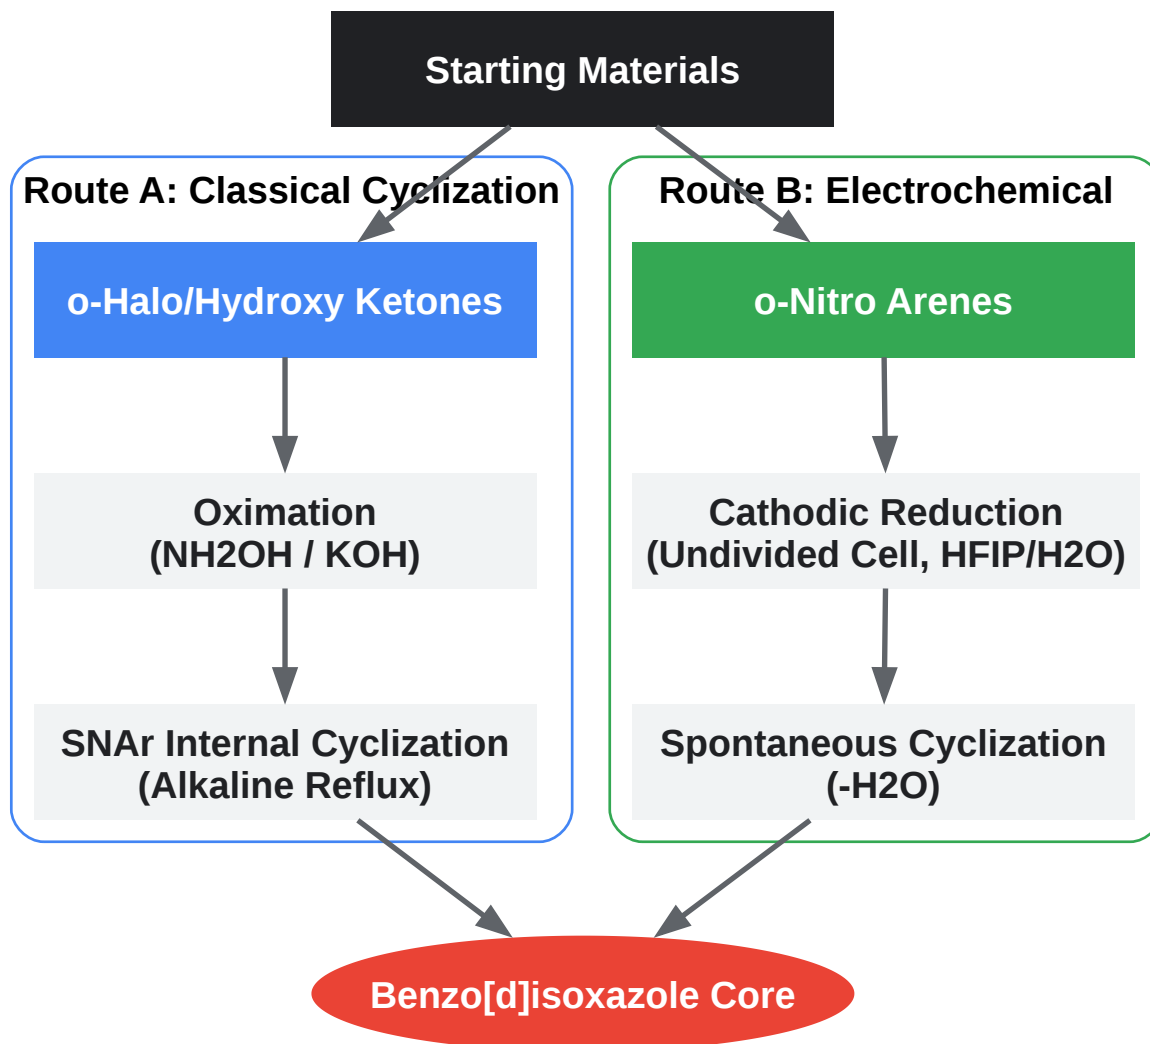 Starting Materials
Route A: Classical Cyclization
o-Halo/Hydroxy Ketones
Oximation
(NH2OH / KOH)
SNAr Internal Cyclization
(Alkaline Reflux)
Route B: Electrochemical
o-Nitro Arenes
Cathodic Reduction
(Undivided Cell, HFIP/H2O)
Spontaneous Cyclization
(-H2O)
Benzo[d]isoxazole Core